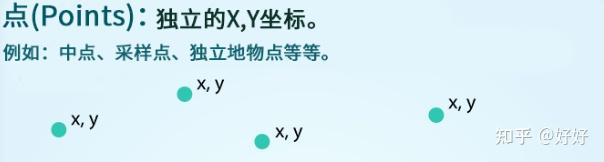 点(Points)：独立的X,Y坐标。
例如：中点、采样点、独立地物点等等。
x, y
x, y
x, y
x, y
知乎 @好好